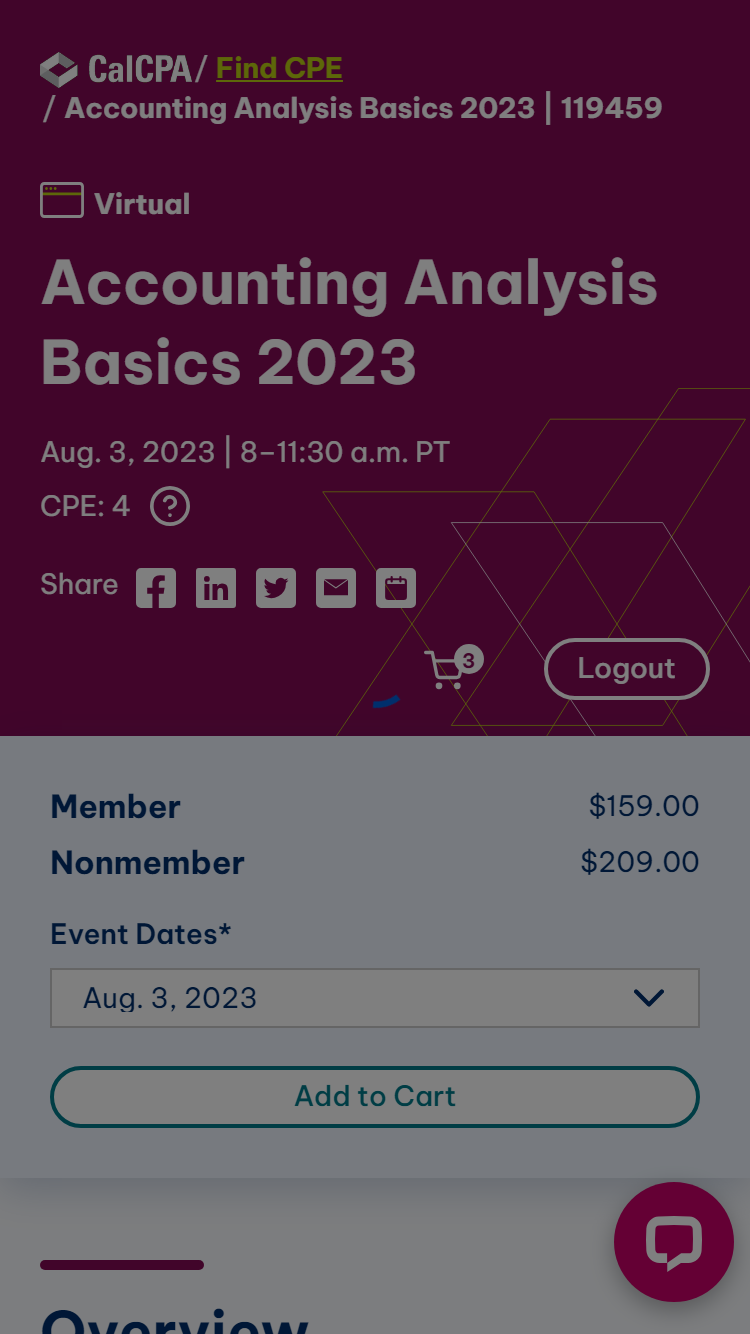 CalCPA / Find CPE
/ Accounting Analysis Basics 2023 | 119459
Virtual
Accounting Analysis
Basics 2023
Aug. 3, 2023 | 8–11:30 a.m. PT
CPE: 4 ?
Share
3
Logout
Member $159.00
Nonmember $209.00
Event Dates*
Aug. 3, 2023
Add to Cart
Overview